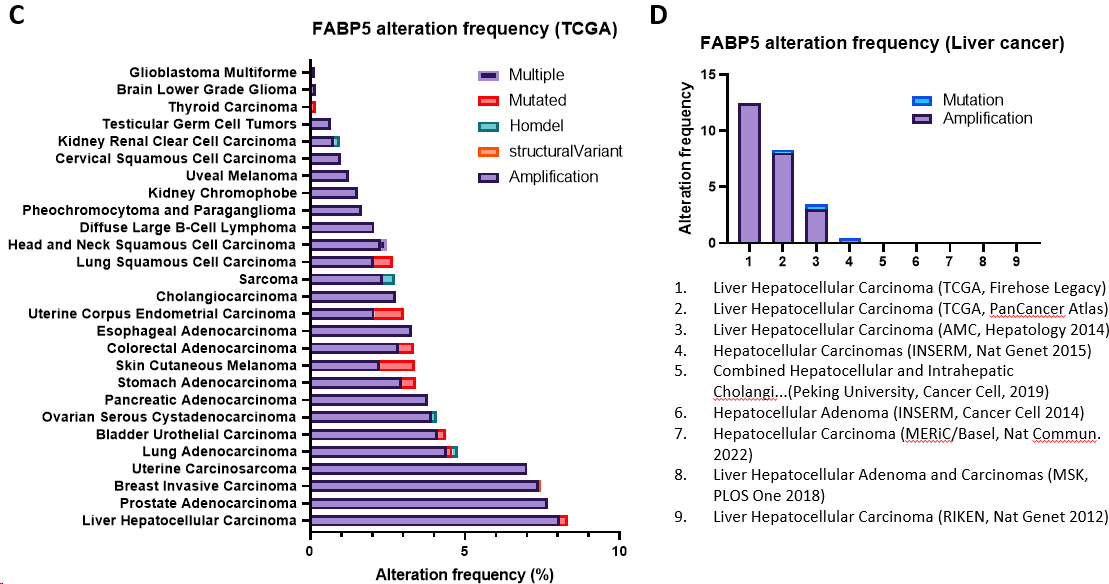 C
FABP5 alteration frequency (TCGA)
Glioblastoma Multiforme
Brain Lower Grade Glioma
Thyroid Carcinoma
Testicular Germ Cell Tumors
Kidney Renal Clear Cell Carcinoma
Cervical Squamous Cell Carcinoma
Uveal Melanoma
Kidney Chromophobe
Pheochromocytoma and Paraganglioma
Diffuse Large B-Cell Lymphoma
Head and Neck Squamous Cell Carcinoma
Lung Squamous Cell Carcinoma
Sarcoma
Cholangiocarcinoma
Uterine Corpus Endometrial Carcinoma
Esophageal Adenocarcinoma
Colorectal Adenocarcinoma
Skin Cutaneous Melanoma
Stomach Adenocarcinoma
Pancreatic Adenocarcinoma
Ovarian Serous Cystadenocarcinoma
Bladder Urothelial Carcinoma
Lung Adenocarcinoma
Uterine Carcinosarcoma
Breast Invasive Carcinoma
Prostate Adenocarcinoma
Liver Hepatocellular Carcinoma
Multiple
Mutated
Homdel
structuralVariant
Amplification
0 5 10
Alteration frequency (%)
D
FABP5 alteration frequency (Liver cancer)
Alteration frequency
15
10
5
0
Mutation
Amplification
1 2 3 4 5 6 7 8 9
1. Liver Hepatocellular Carcinoma (TCGA, Firehose Legacy)
2. Liver Hepatocellular Carcinoma (TCGA, PanCancer Atlas)
3. Liver Hepatocellular Carcinoma (AMC, Hepatology 2014)
4. Hepatocellular Carcinomas (INSERM, Nat Genet 2015)
5. Combined Hepatocellular and Intrahepatic
Cholangi...(Peking University, Cancer Cell, 2019)
6. Hepatocellular Adenoma (INSERM, Cancer Cell 2014)
7. Hepatocellular Carcinoma (MERiC/Basel, Nat Commun.
2022)
8. Liver Hepatocellular Adenoma and Carcinomas (MSK,
PLOS One 2018)
9. Liver Hepatocellular Carcinoma (RIKEN, Nat Genet 2012)